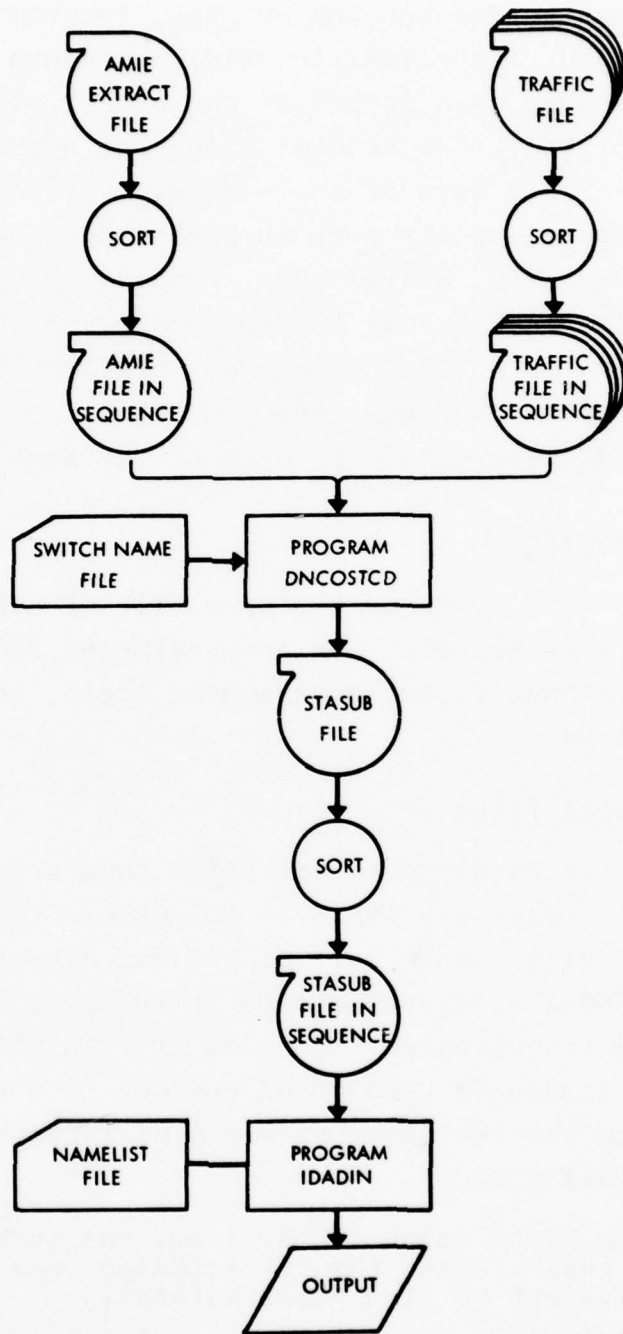 AMIE
EXTRACT
FILE
TRAFFIC
FILE
SORT
SORT
AMIE
FILE IN
SEQUENCE
TRAFFIC
FILE IN
SEQUENCE
SWITCH NAME
FILE
PROGRAM
DNCOSTCD
STASUB
FILE
SORT
STASUB
FILE IN
SEQUENCE
NAMELIST
FILE
PROGRAM
IDADIN
OUTPUT